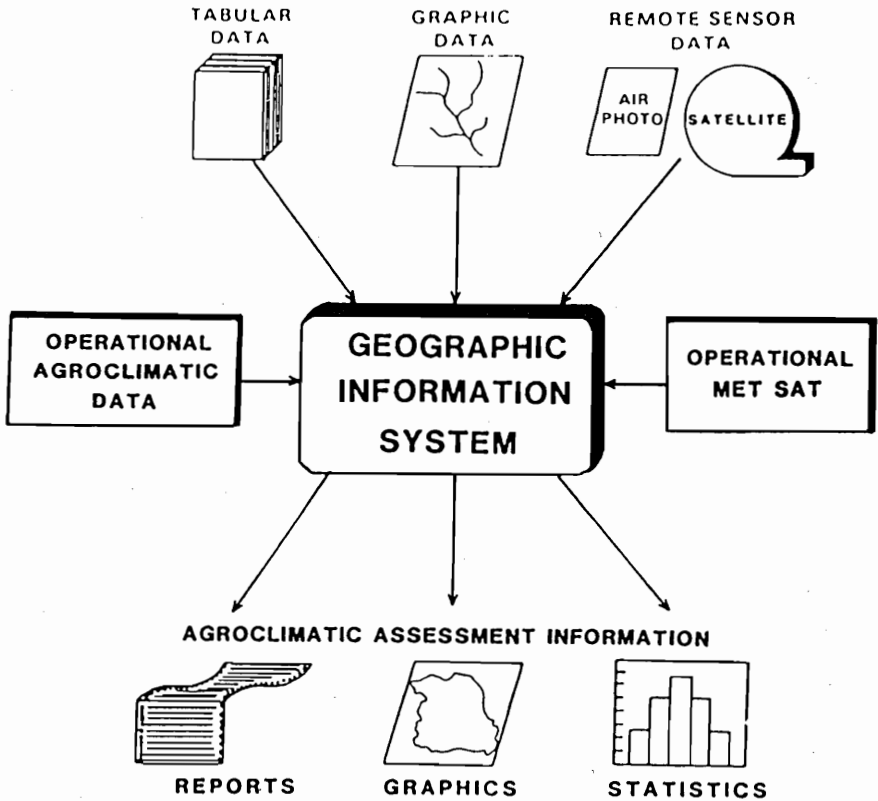 TABULAR
DATA
GRAPHIC
DATA
REMOTE SENSOR
DATA
AIR
PHOTO
SATELLITE
OPERATIONAL
AGROCLIMATIC
DATA
GEOGRAPHIC
INFORMATION
SYSTEM
OPERATIONAL
MET SAT
AGROCLIMATIC ASSESSMENT INFORMATION
REPORTS
GRAPHICS
STATISTICS